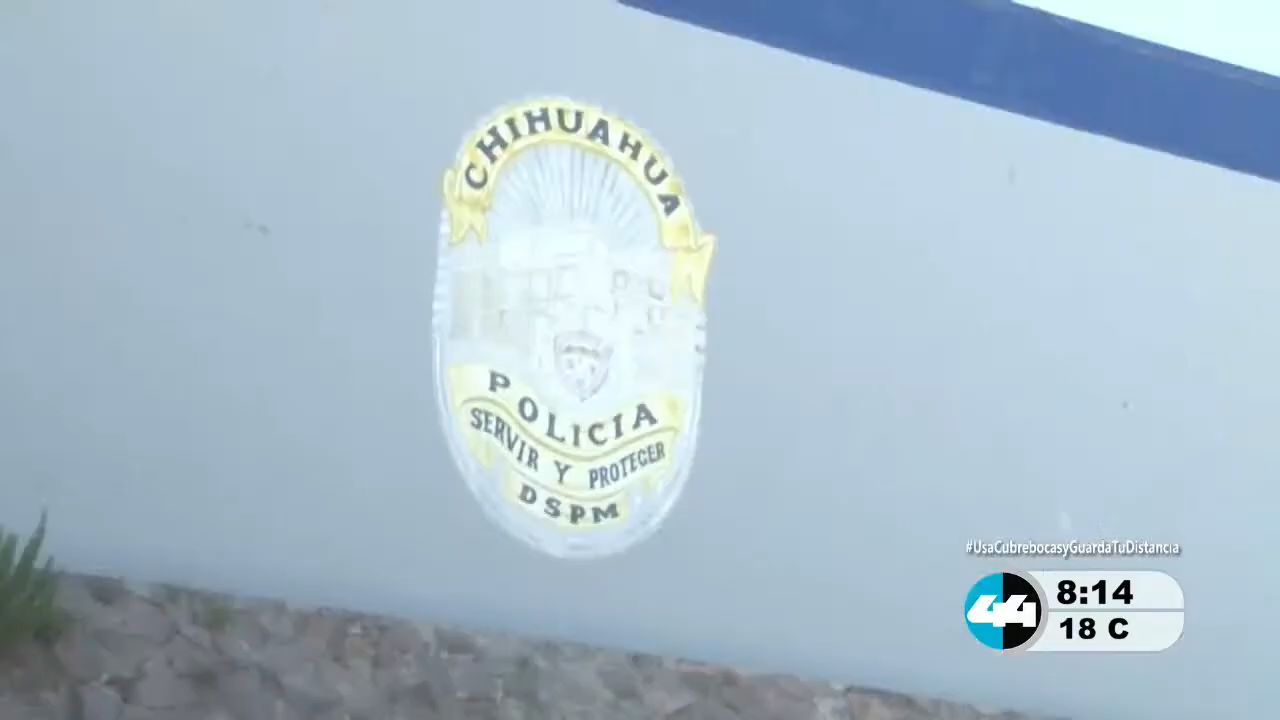 CHIHUAHUA
POLICIA
SERVIR Y PROTEGER
DSPM
#UsaCubrebocasyGuardaTuDistancia
44
8:14
18 C